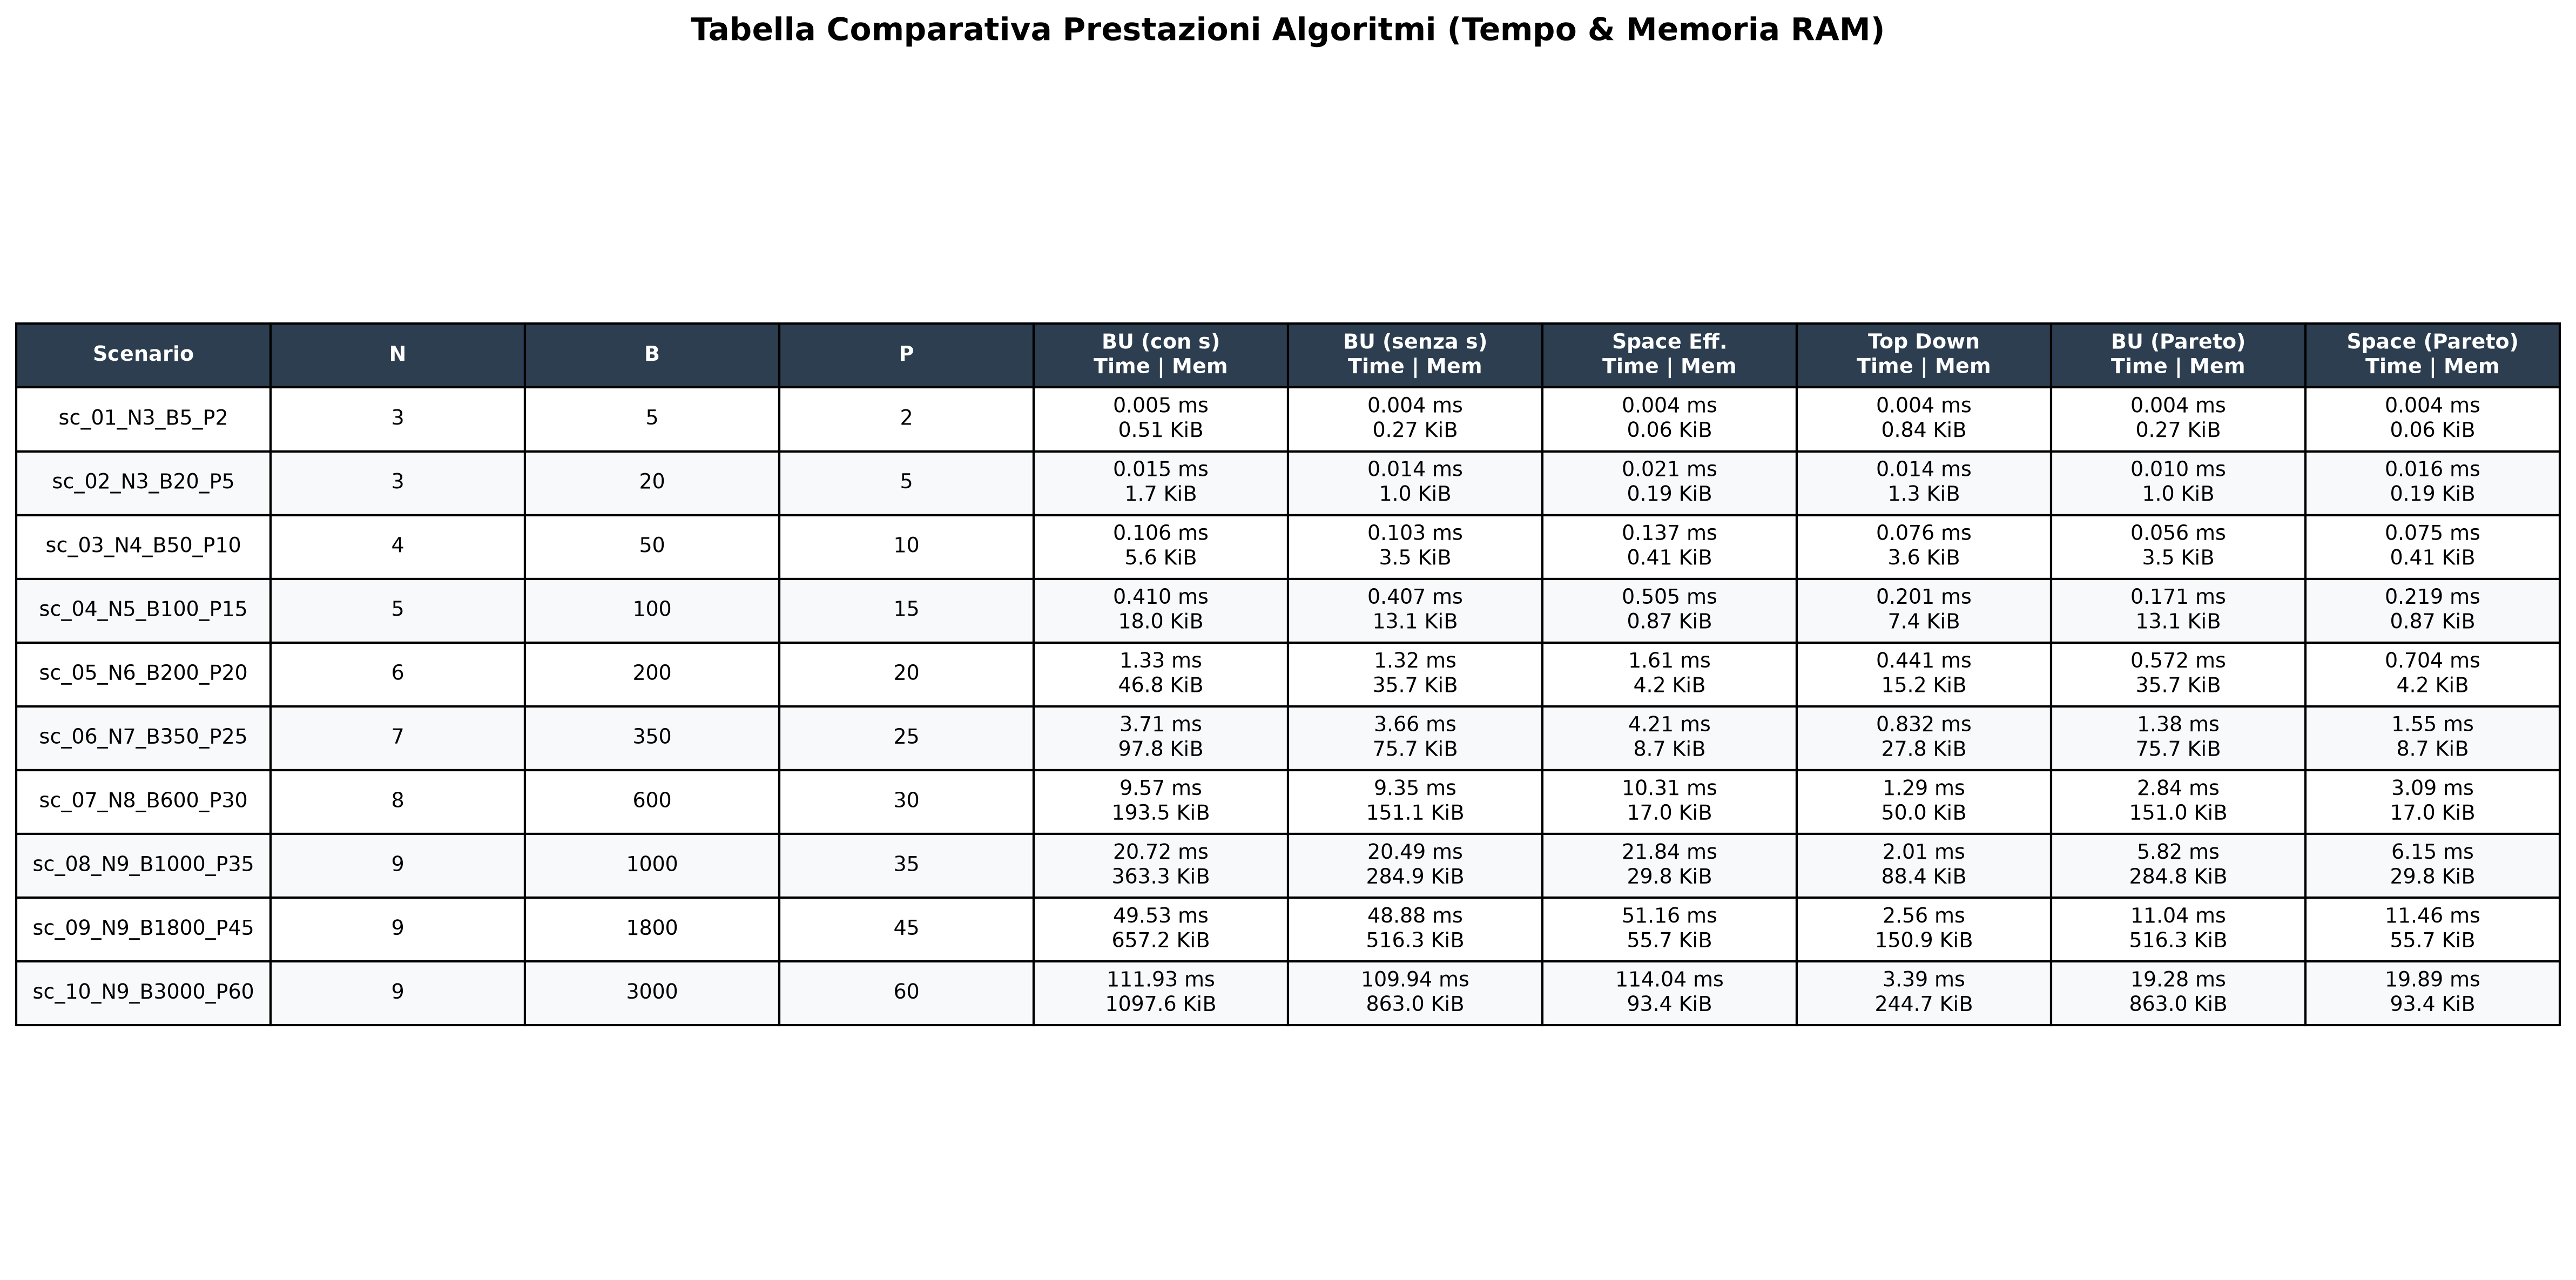 Tabella Comparativa Prestazioni Algoritmi (Tempo & Memoria RAM)
Scenario N B P BU (con s) Time | Mem BU (senza s) Time | Mem Space Eff. Time | Mem Top Down Time | Mem BU (Pareto) Time | Mem Space (Pareto) Time | Mem
sc_01_N3_B5_P2 3 5 2 0.005 ms 0.51 KiB 0.004 ms 0.27 KiB 0.004 ms 0.06 KiB 0.004 ms 0.84 KiB 0.004 ms 0.27 KiB 0.004 ms 0.06 KiB
sc_02_N3_B20_P5 3 20 5 0.015 ms 1.7 KiB 0.014 ms 1.0 KiB 0.021 ms 0.19 KiB 0.014 ms 1.3 KiB 0.010 ms 1.0 KiB 0.016 ms 0.19 KiB
sc_03_N4_B50_P10 4 50 10 0.106 ms 5.6 KiB 0.103 ms 3.5 KiB 0.137 ms 0.41 KiB 0.076 ms 3.6 KiB 0.056 ms 3.5 KiB 0.075 ms 0.41 KiB
sc_04_N5_B100_P15 5 100 15 0.410 ms 18.0 KiB 0.407 ms 13.1 KiB 0.505 ms 0.87 KiB 0.201 ms 7.4 KiB 0.171 ms 13.1 KiB 0.219 ms 0.87 KiB
sc_05_N6_B200_P20 6 200 20 1.33 ms 46.8 KiB 1.32 ms 35.7 KiB 1.61 ms 4.2 KiB 0.441 ms 15.2 KiB 0.572 ms 35.7 KiB 0.704 ms 4.2 KiB
sc_06_N7_B350_P25 7 350 25 3.71 ms 97.8 KiB 3.66 ms 75.7 KiB 4.21 ms 8.7 KiB 0.832 ms 27.8 KiB 1.38 ms 75.7 KiB 1.55 ms 8.7 KiB
sc_07_N8_B600_P30 8 600 30 9.57 ms 193.5 KiB 9.35 ms 151.1 KiB 10.31 ms 17.0 KiB 1.29 ms 50.0 KiB 2.84 ms 151.0 KiB 3.09 ms 17.0 KiB
sc_08_N9_B1000_P35 9 1000 35 20.72 ms 363.3 KiB 20.49 ms 284.9 KiB 21.84 ms 29.8 KiB 2.01 ms 88.4 KiB 5.82 ms 284.8 KiB 6.15 ms 29.8 KiB
sc_09_N9_B1800_P45 9 1800 45 49.53 ms 657.2 KiB 48.88 ms 516.3 KiB 51.16 ms 55.7 KiB 2.56 ms 150.9 KiB 11.04 ms 516.3 KiB 11.46 ms 55.7 KiB
sc_10_N9_B3000_P60 9 3000 60 111.93 ms 1097.6 KiB 109.94 ms 863.0 KiB 114.04 ms 93.4 KiB 3.39 ms 244.7 KiB 19.28 ms 863.0 KiB 19.89 ms 93.4 KiB